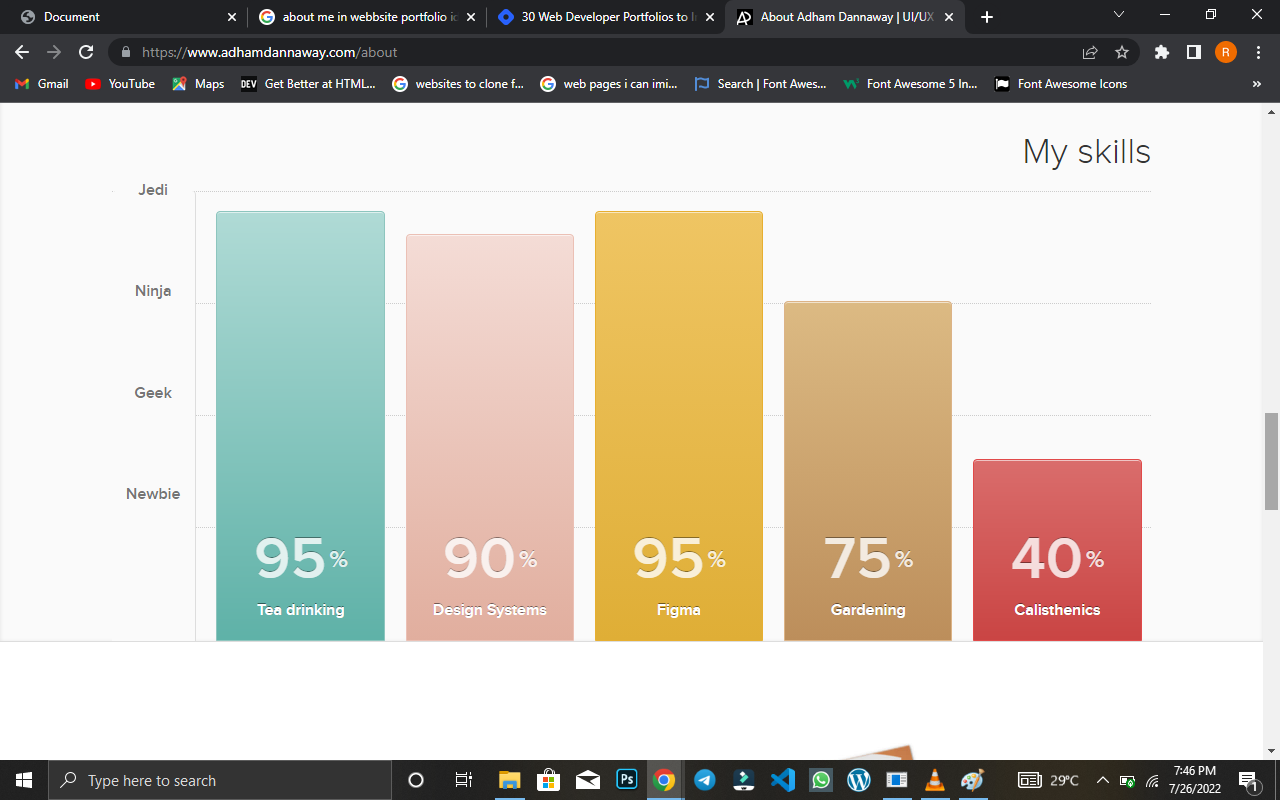 Document
about me in webbsite portfolio i
30 Web Developer Portfolios to I
About Adham Dannaway | UI/UX
https://www.adhamdannaway.com/about
R
Gmail
YouTube
Maps
DEV
Get Better at HTML...
websites to clone f...
web pages i can imi...
Search | Font Awes...
Font Awesome 5 In...
Font Awesome Icons
»
My skills
Jedi
Ninja
Geek
Newbie
95%
Tea drinking
90%
Design Systems
95%
Figma
75%
Gardening
40%
Calisthenics
Type here to search
Ps
29°C
7:46 PM
7/26/2022
1